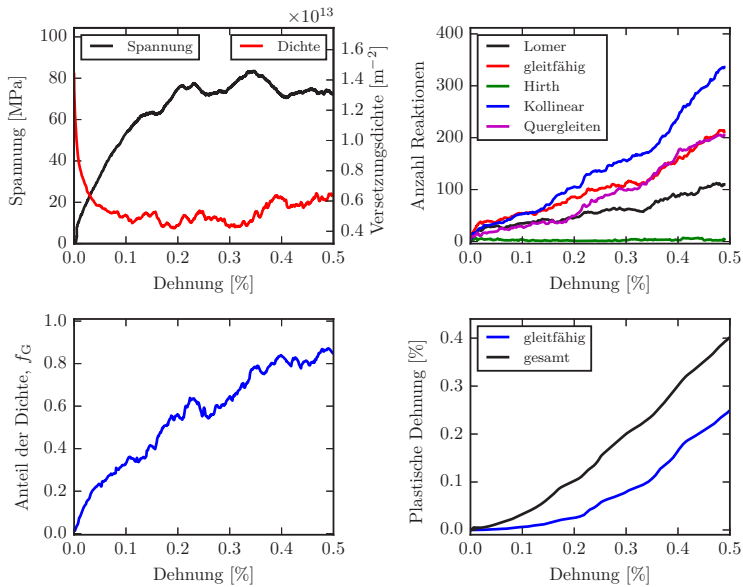 ×10¹³
Spannung
Dichte
Spannung [MPa]
100
80
60
40
20
0
1.6
1.4
1.2
1.0
0.8
0.6
0.4
Versetzungsdichte [m⁻²]
0.0 0.1 0.2 0.3 0.4 0.5
Dehnung [%]
Lomer
gleitfähig
Hirth
Kollinear
Quergleiten
Anzahl Reaktionen
400
300
200
100
0
0.0 0.1 0.2 0.3 0.4 0.5
Dehnung [%]
Anteil der Dichte, f_G
1.0
0.8
0.6
0.4
0.2
0.0
0.0 0.1 0.2 0.3 0.4 0.5
Dehnung [%]
gleitfähig
gesamt
Plastische Dehnung [%]
0.4
0.3
0.2
0.1
0.0
0.0 0.1 0.2 0.3 0.4 0.5
Dehnung [%]